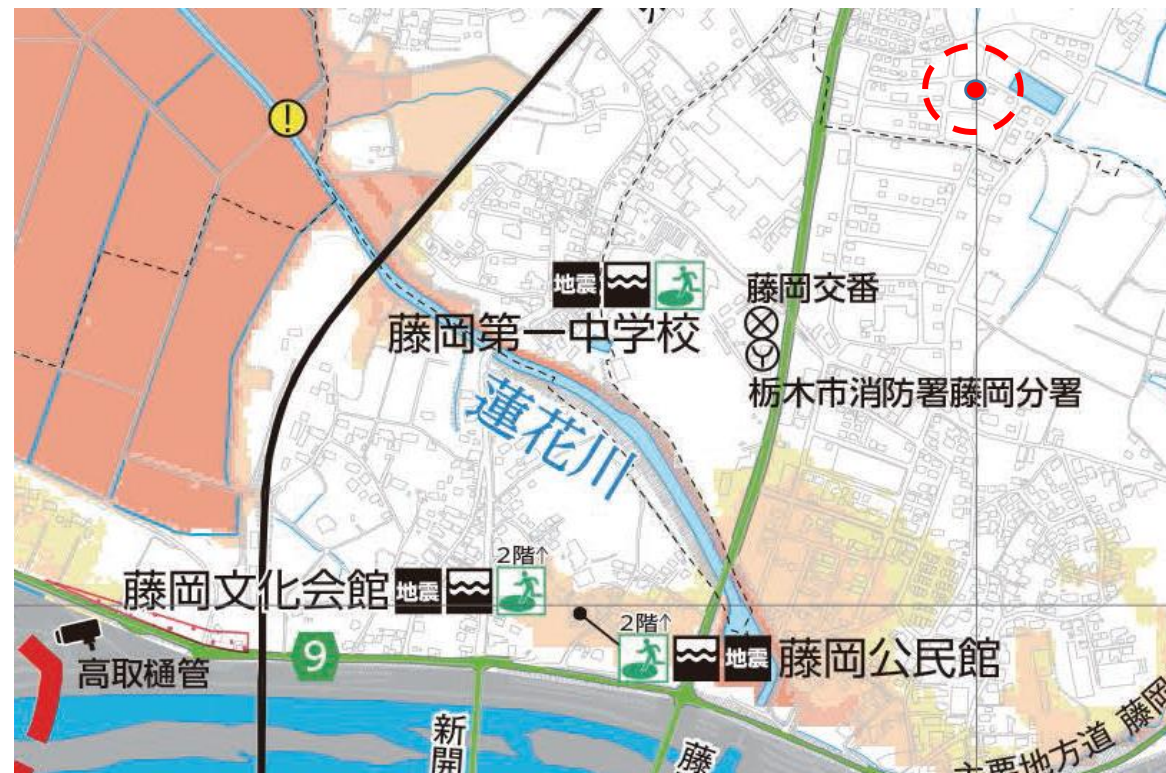 !
地震
藤岡第一中学校
藤岡交番
栃木市消防署藤岡分署
蓮花川
2階↑
藤岡文化会館 地震
2階↑
地震 藤岡公民館
9
高取樋管
新開
藤
主要地方道 藤岡